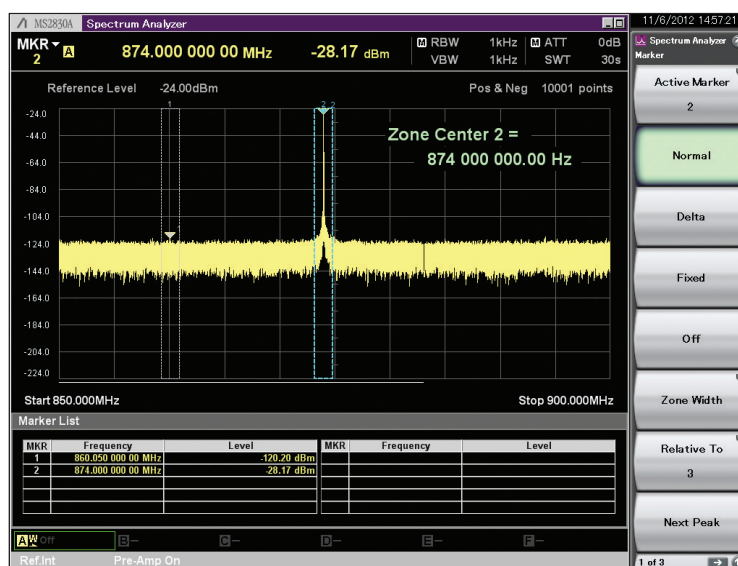 MS2830A Spectrum Analyzer
11/6/2012 14:57:21
MKR 2 A 874.000 000 00 MHz -28.17 dBm
M RBW 1kHz M ATT 0dB
VBW 1kHz SWT 30s
Reference Level -24.00dBm Pos & Neg 10001 points
1 2 2
Zone Center 2 =
874 000 000.00 Hz
-24.0
-44.0
-64.0
-84.0
-104.0
-124.0
-144.0
-164.0
-184.0
-204.0
-224.0
Start 850.000MHz Stop 900.000MHz
Marker List
MKR Frequency Level MKR Frequency Level
1 860.050 000 00 MHz -120.20 dBm
2 874.000 000 00 MHz -28.17 dBm
A W Off B— C— D— E— F—
Ref.Int Pre-Amp On
Spectrum Analyzer
Marker
Active Marker
2
Normal
Delta
Fixed
Off
Zone Width
Relative To
3
Next Peak
1 of 3